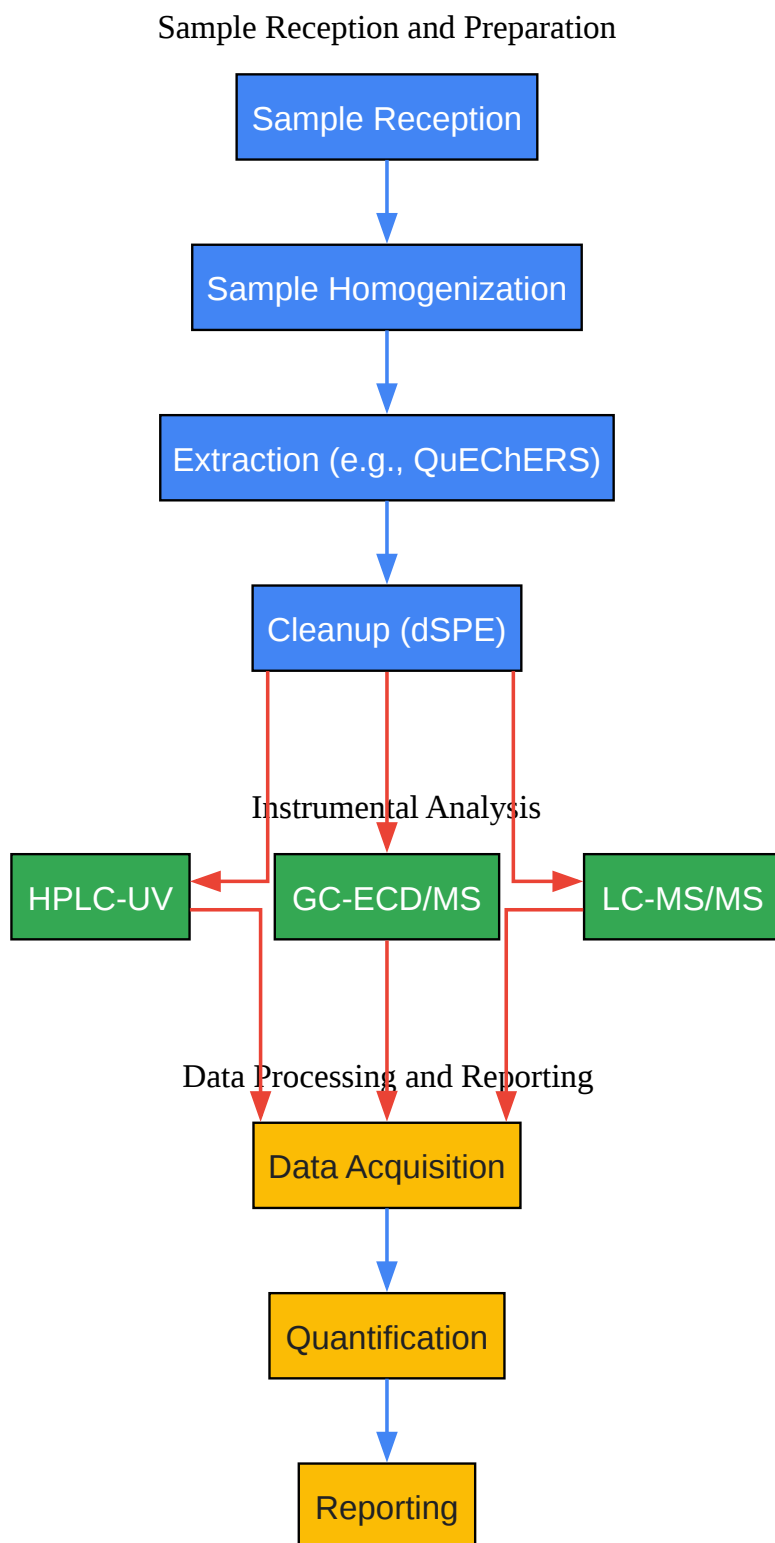 Sample Reception and Preparation
Sample Reception
Sample Homogenization
Extraction (e.g., QuEChERS)
Cleanup (dSPE)
Instrumental Analysis
HPLC-UV
GC-ECD/MS
LC-MS/MS
Data Processing and Reporting
Data Acquisition
Quantification
Reporting